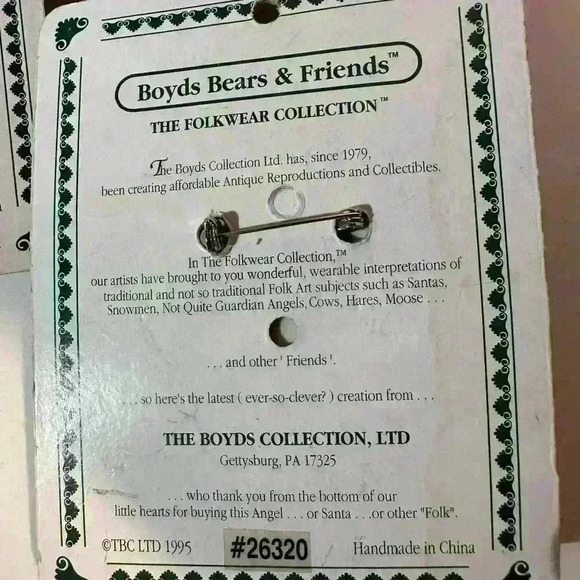 Boyds Bears & Friends™
THE FOLKWEAR COLLECTION™
The Boyds Collection Ltd. has, since 1979,
been creating affordable Antique Reproductions and Collectibles.
In The Folkwear Collection,™
our artists have brought to you wonderful, wearable interpretations of
traditional and not so traditional Folk Art subjects such as Santas,
Snowmen, Not Quite Guardian Angels, Cows, Hares, Moose . . .
. . . and other ' Friends '.
. . . so here's the latest ( ever-so-clever? ) creation from . . .
THE BOYDS COLLECTION, LTD
Gettysburg, PA 17325
. . . who thank you from the bottom of our
little hearts for buying this Angel . . . or Santa . . .or other "Folk".
©TBC LTD 1995 #26320 Handmade in China